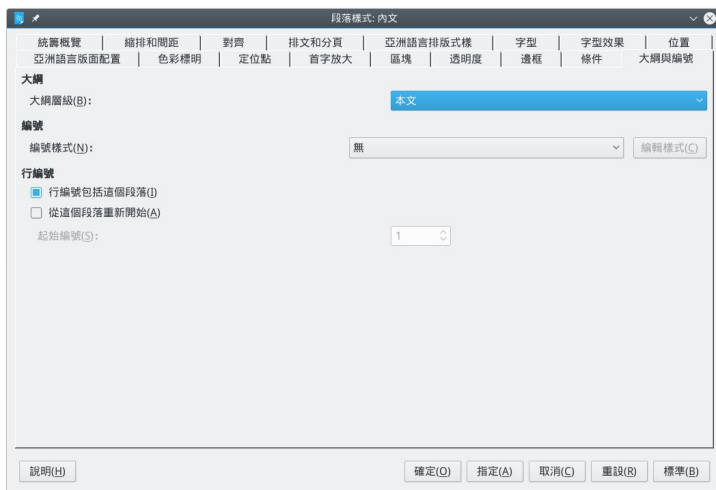 段落樣式: 內文
統籌概覽 縮排和間距 對齊 排文和分頁 亞洲語言排版式樣 字型 字型效果 位置
亞洲語言版面配置 色彩標明 定位點 首字放大 區塊 透明度 邊框 條件 大綱與編號
大綱
大綱層級(B): 本文
編號
編號樣式(N): 無 編輯樣式(C)
行編號
行編號包括這個段落(I)
從這個段落重新開始(A)
起始編號(S): 1
說明(H) 確定(O) 指定(A) 取消(C) 重設(R) 標準(B)